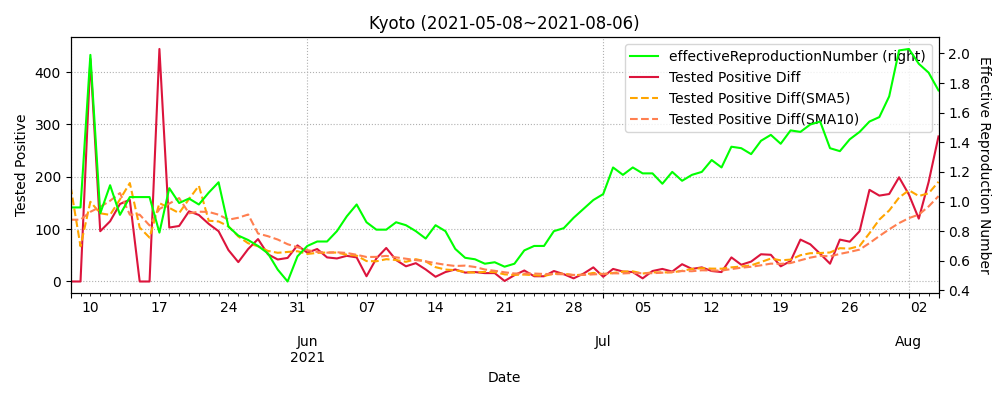 Kyoto (2021-05-08~2021-08-06)
effectiveReproductionNumber (right)
Tested Positive Diff
Tested Positive Diff(SMA5)
Tested Positive Diff(SMA10)
Tested Positive
400
300
200
100
0
2.0
1.8
1.6
1.4
1.2
1.0
0.8
0.6
0.4
Effective Reproduction Number
10 17 24 31 07 14 21 28 05 12 19 26 02
Jun Jul Aug
2021
Date